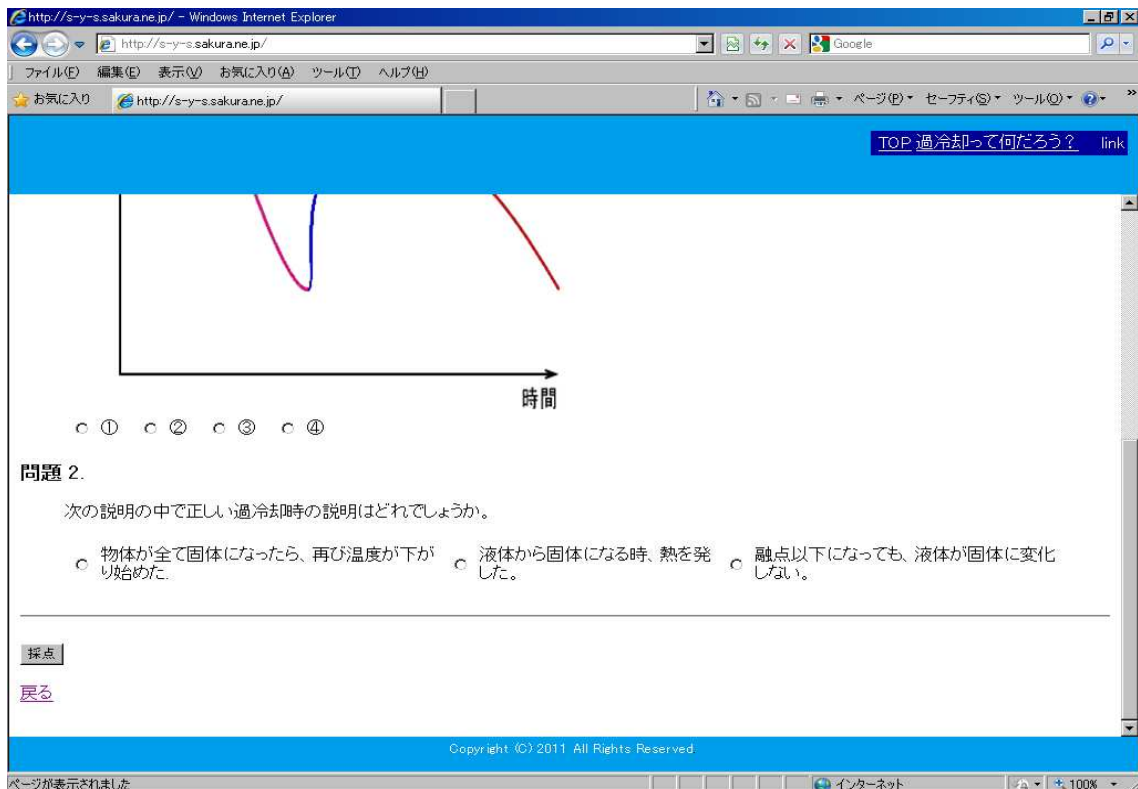 http://s-y-s.sakura.ne.jp/ - Windows Internet Explorer
http://s-y-s.sakura.ne.jp/
Google
ファイル(F) 編集(E) 表示(V) お気に入り(A) ツール(T) ヘルプ(H)
お気に入り http://s-y-s.sakura.ne.jp/ ページ(P) セーフティ(S) ツール(O) »
TOP 過冷却って何だろう? link
時間
① ② ③ ④
問題 2.
次の説明の中で正しい過冷却時の説明はどれでしょうか。
物体が全て固体になったら、再び温度が下が
り始めた.
液体から固体になる時、熱を発
した。
融点以下になっても、液体が固体に変化
しない。
採点
戻る
Copyright (C) 2011 All Rights Reserved
ページが表示されました インターネット 100%